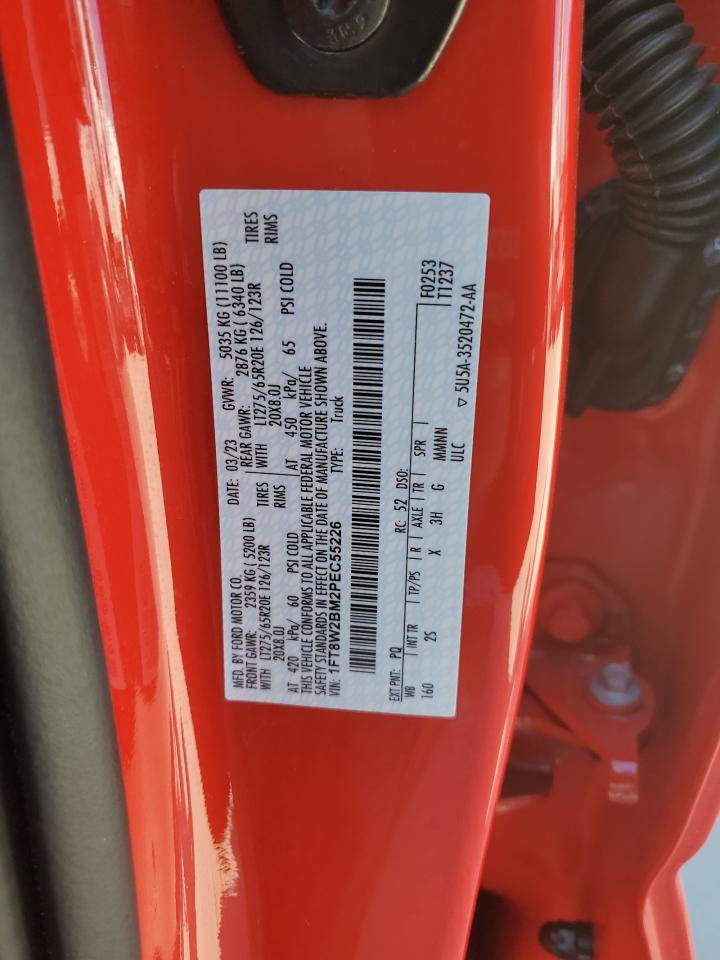 MFD. BY FORD MOTOR CO.
DATE: 03/23 GVWR: 5035 KG (11100 LB)
FRONT GAWR: 2359 KG ( 5200 LB) REAR GAWR: 2876 KG ( 6340 LB)
WITH LT275/65R20E 126/123R TIRES WITH LT275/65R20E 126/123R TIRES
20X8.0J RIMS 20X8.0J RIMS
AT 420 kPa/ 60 PSI COLD AT 450 kPa/ 65 PSI COLD
THIS VEHICLE CONFORMS TO ALL APPLICABLE FEDERAL MOTOR VEHICLE
SAFETY STANDARDS IN EFFECT ON THE DATE OF MANUFACTURE SHOWN ABOVE.
VIN: 1FT8W2BM2PEC55226 TYPE: Truck
F0253
T1237
EXT PNT: PQ RC: 52 DSO:
WB INT TR TP/PS R AXLE TR SPR
160 2S X 3H G MMNN
ULC
5U5A-3520472-AA